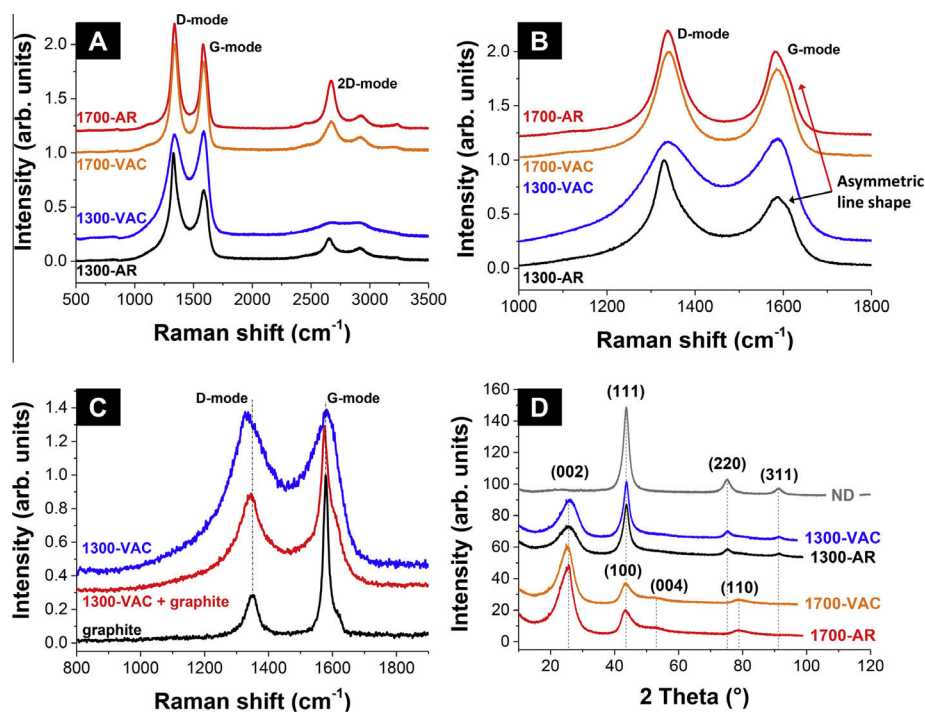 A
D-mode
G-mode
2D-mode
2.0
1.5
1.0
0.5
0.0
1700-AR
1700-VAC
1300-VAC
1300-AR
500 1000 1500 2000 2500 3000 3500
Raman shift (cm⁻¹)
Intensity (arb. units)
B
D-mode
G-mode
2.0
1.5
1.0
0.5
0.0
1700-AR
1700-VAC
1300-VAC
Asymmetric
line shape
1300-AR
1000 1200 1400 1600 1800
Raman shift (cm⁻¹)
Intensity (arb. units)
C
D-mode
G-mode
1.4
1.2
1.0
0.8
0.6
0.4
0.2
0.0
1300-VAC
1300-VAC + graphite
graphite
800 1000 1200 1400 1600 1800
Raman shift (cm⁻¹)
Intensity (arb. units)
D
160
140
120
100
80
60
40
20
0
(111)
(002)
(220)
(311)
ND
1300-VAC
1300-AR
(100)
(004)
(110)
1700-VAC
1700-AR
20 40 60 80 100 120
2 Theta (°)
Intensity (arb. units)